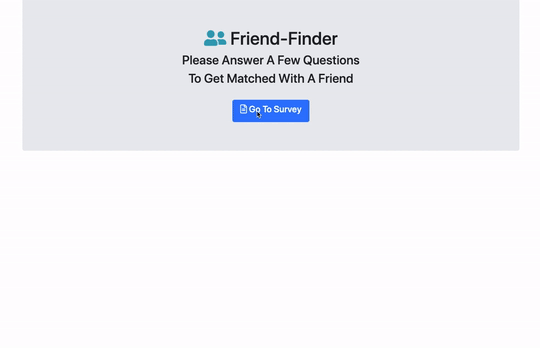 Friend-Finder
Please Answer A Few Questions
To Get Matched With A Friend
Go To Survey